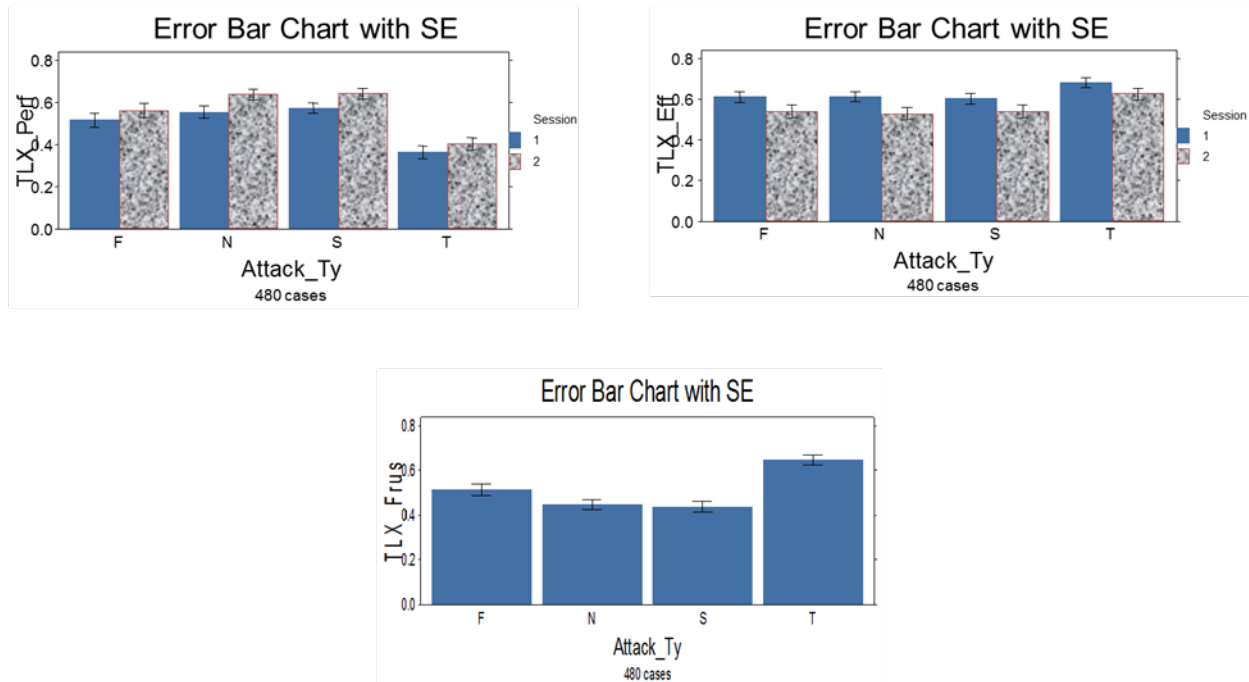 Error Bar Chart with SE
TLX_Perf
0.8
0.6
0.4
0.2
0.0
F N S T
Attack_Ty
480 cases
Session
1
2
Error Bar Chart with SE
TLX_Eff
0.8
0.6
0.4
0.2
0.0
F N S T
Attack_Ty
480 cases
Session
1
2
Error Bar Chart with SE
TLX_Frus
0.8
0.6
0.4
0.2
0.0
F N S T
Attack_Ty
480 cases